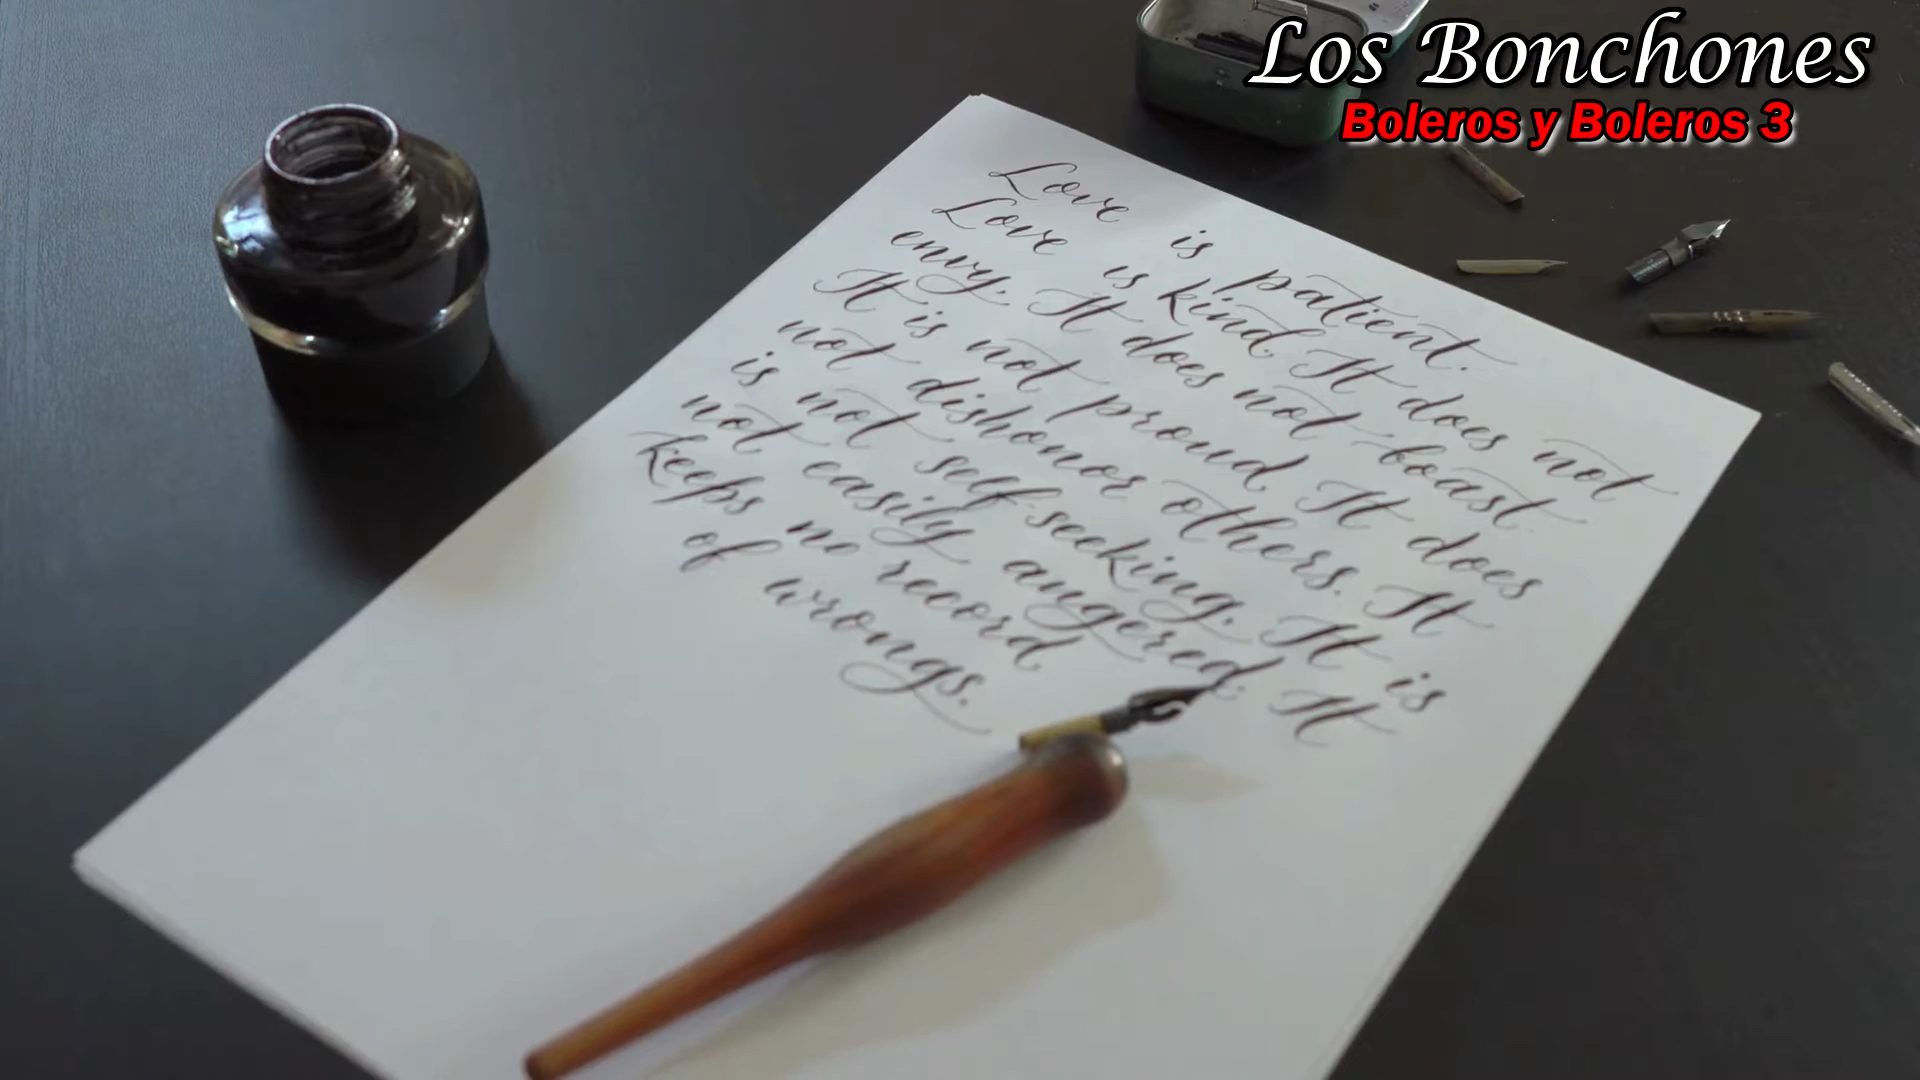 Los Bonchones
Boleros y Boleros 3
Love is patient.
Love is kind. It does not
envy. It does not boast.
It is not proud. It does
not dishonor others. It
is not self-seeking. It is
not easily angered. It
keeps no record
of wrongs.